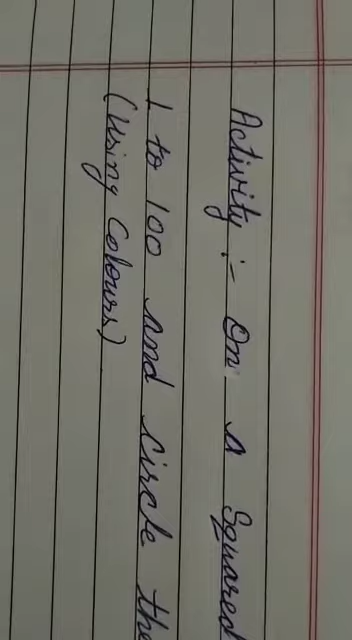 Activity :- On a Squared
1 to 100 and circle the
(Using Colours)